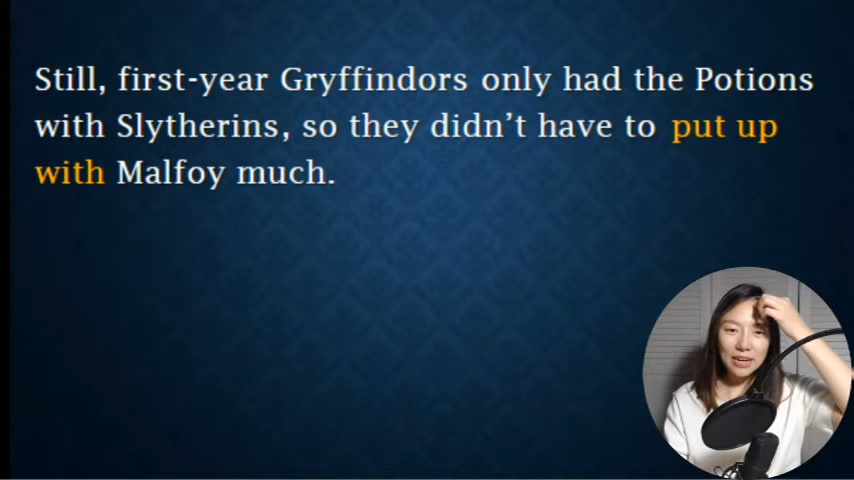 Still, first-year Gryffindors only had the Potions
with Slytherins, so they didn’t have to put up
with Malfoy much.